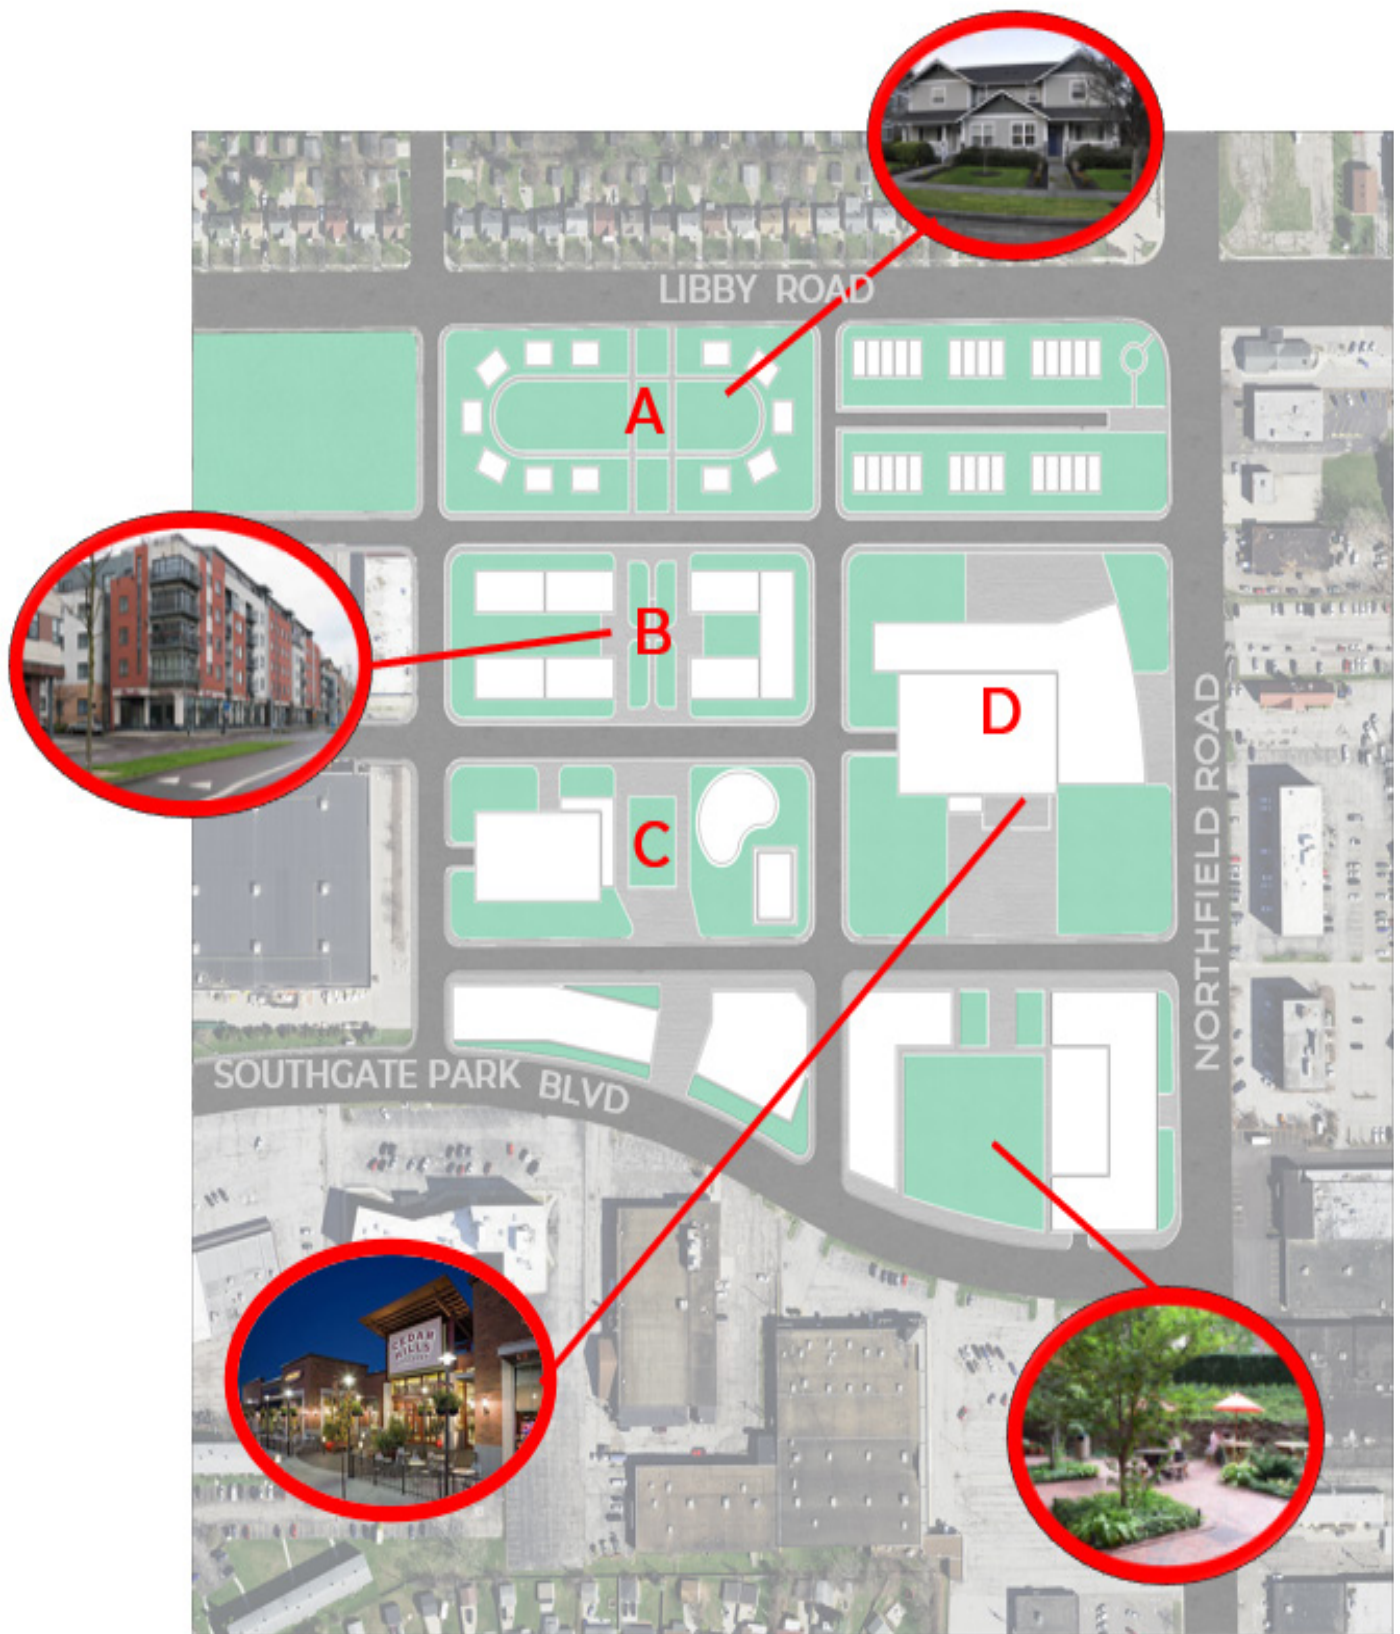 LIBBY ROAD
A
B
C
D
NORTHFIELD ROAD
SOUTHGATE PARK BLVD
CEDAR
HILLS